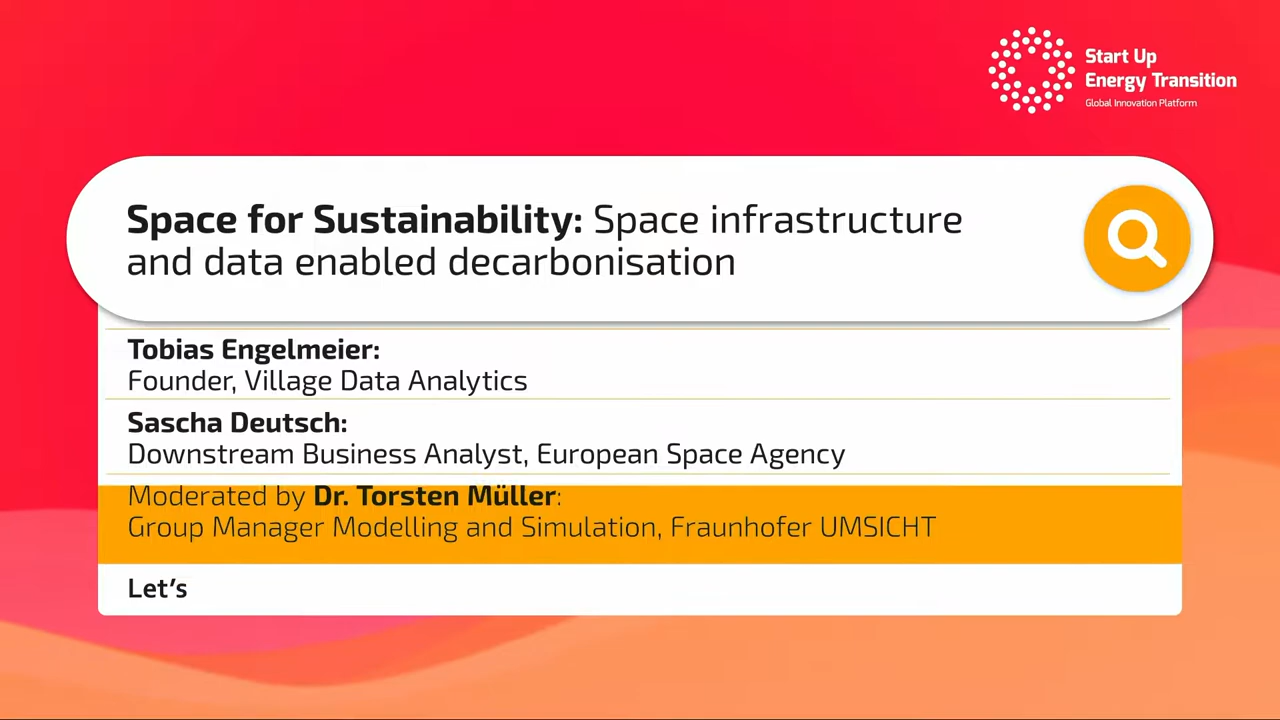 Start Up
Energy Transition
Global Innovation Platform
Space for Sustainability: Space infrastructure
and data enabled decarbonisation
Tobias Engelmeier:
Founder, Village Data Analytics
Sascha Deutsch:
Downstream Business Analyst, European Space Agency
Moderated by Dr. Torsten Müller:
Group Manager Modelling and Simulation, Fraunhofer UMSICHT
Let’s